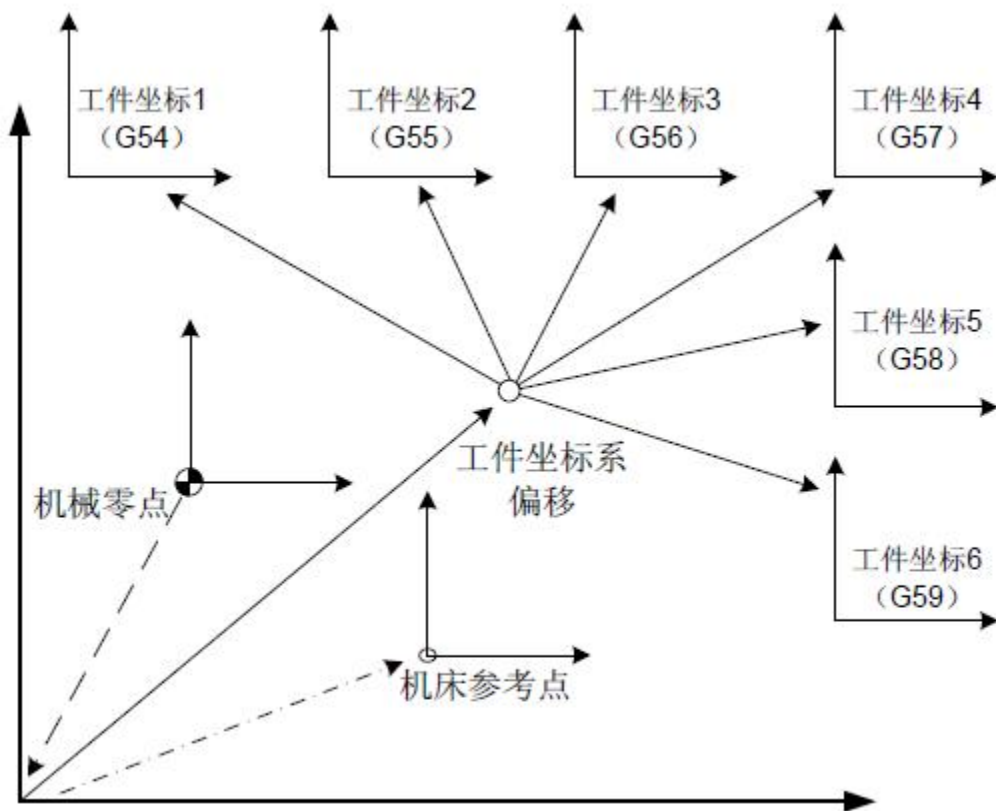 工件坐标1
（G54）
工件坐标2
（G55）
工件坐标3
（G56）
工件坐标4
（G57）
工件坐标5
（G58）
工件坐标系
偏移
机械零点
工件坐标6
（G59）
机床参考点